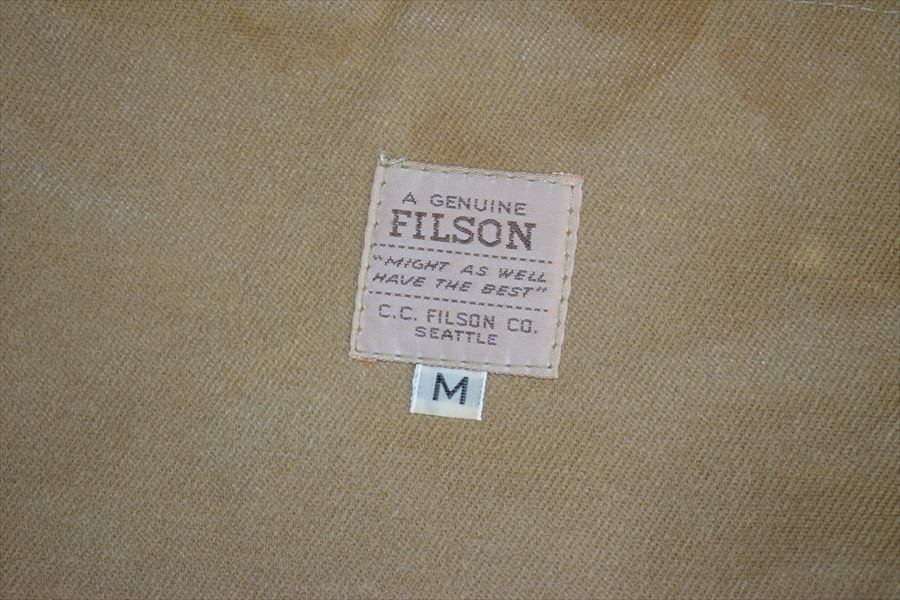 A GENUINE
FILSON
"MIGHT AS WELL
HAVE THE BEST"
C.C. FILSON CO.
SEATTLE
M